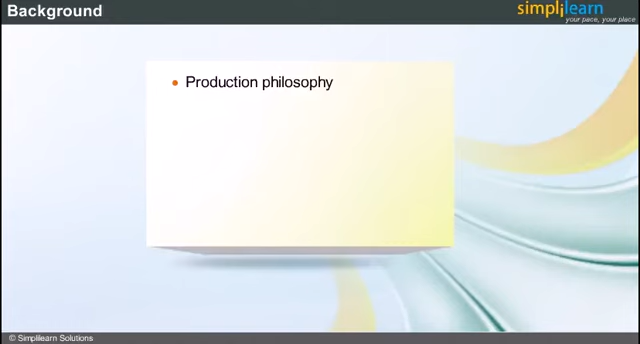 Background
simplilearn
your pace, your place
• Production philosophy
© Simplilearn Solutions